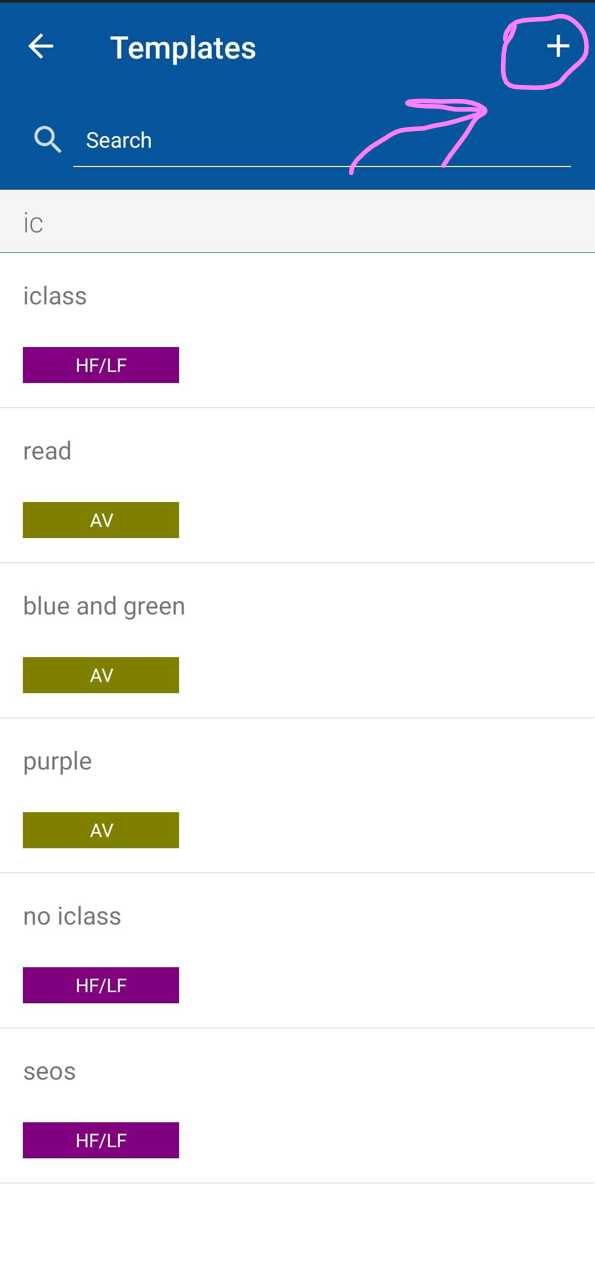 Templates
Search
ic
iclass
HF/LF
read
AV
blue and green
AV
purple
AV
no iclass
HF/LF
seos
HF/LF